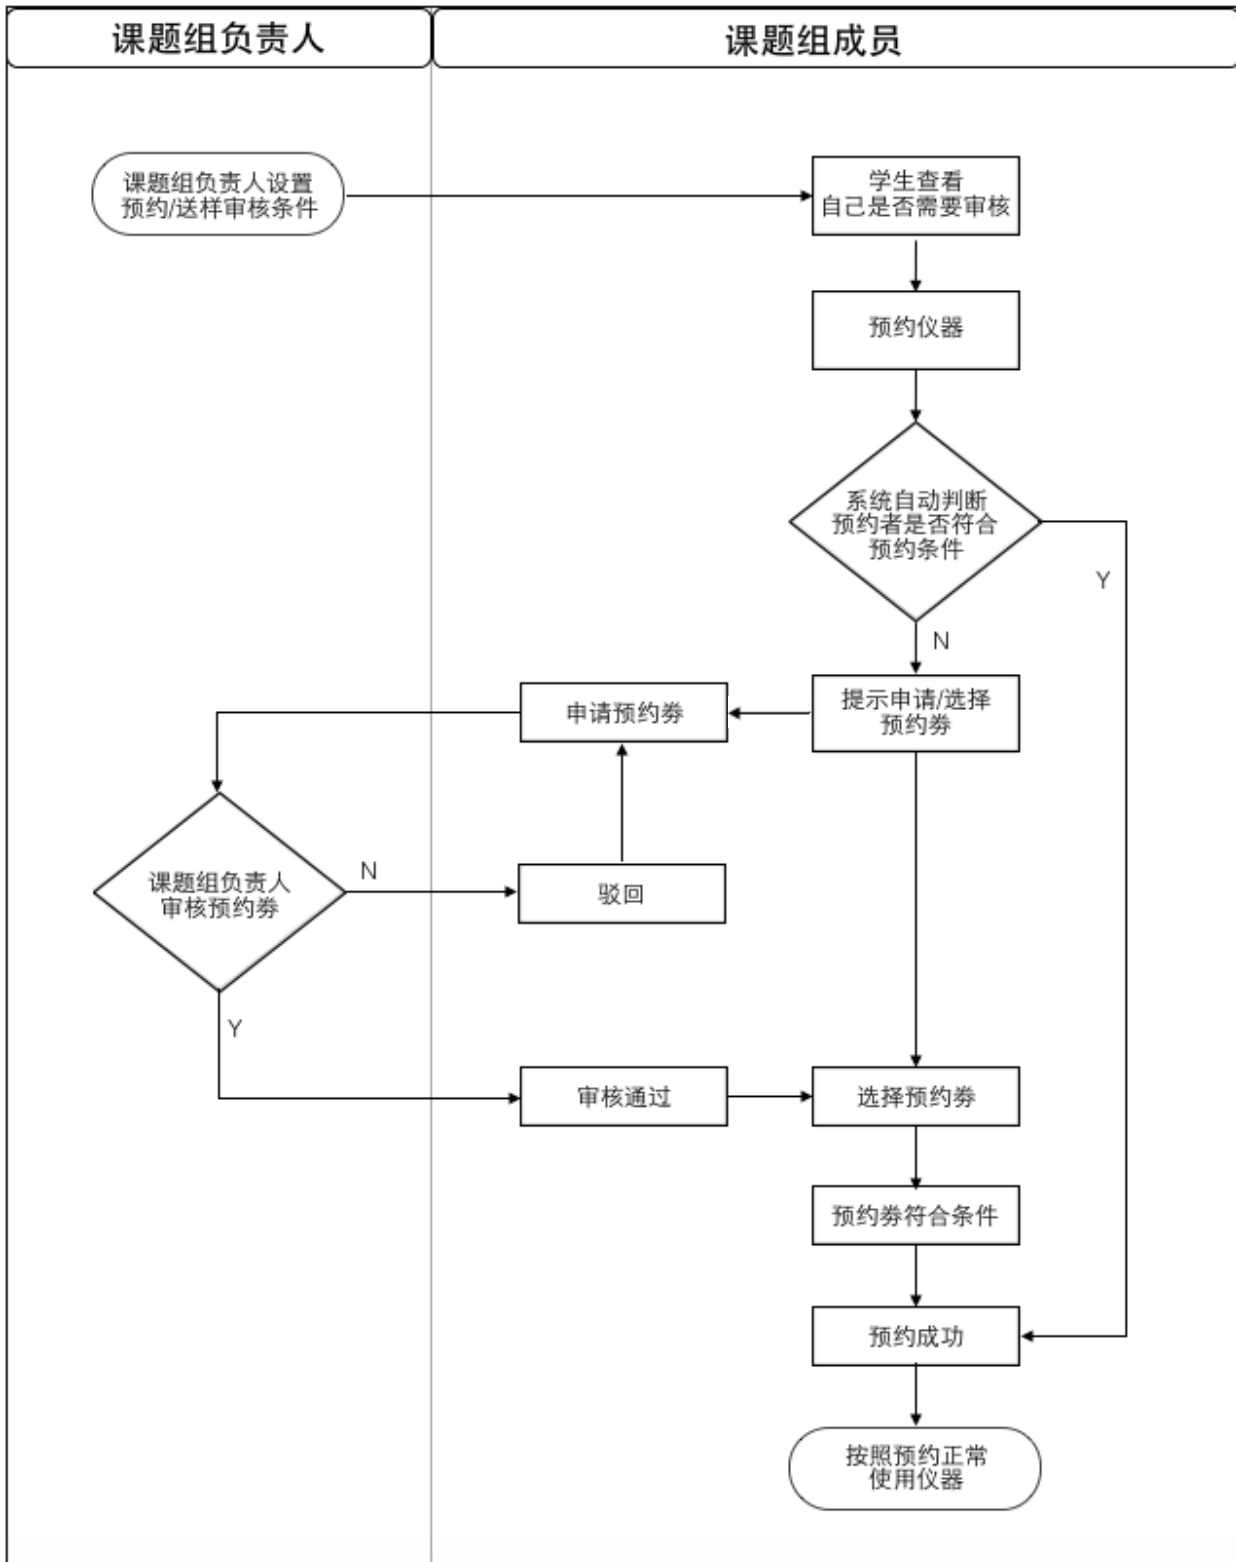 课题组负责人
课题组成员
课题组负责人设置
预约/送样审核条件
学生查看
自己是否需要审核
预约仪器
系统自动判断
预约者是否符合
预约条件
Y
N
提示申请/选择
预约劵
申请预约劵
课题组负责人
审核预约劵
N
驳回
Y
审核通过
选择预约劵
预约劵符合条件
预约成功
按照预约正常
使用仪器